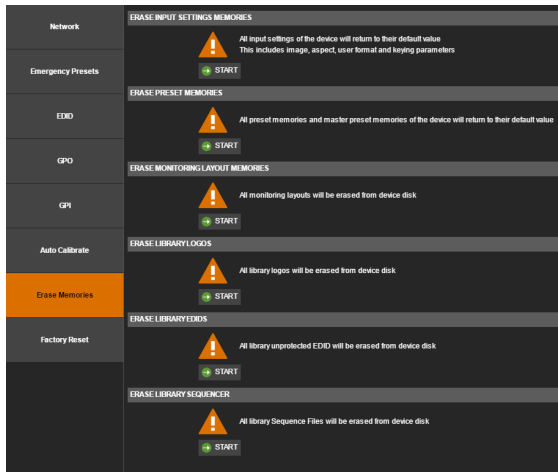 Network
Emergency Presets
EDID
GPO
GPI
Auto Calibrate
Erase Memories
Factory Reset
ERASE INPUT SETTINGS MEMORIES
All input settings of the device will return to their default value
This includes image, aspect, user format and keying parameters
START
ERASE PRESET MEMORIES
All preset memories and master preset memories of the device will return to their default value
START
ERASE MONITORING LAYOUT MEMORIES
All monitoring layouts will be erased from device disk
START
ERASE LIBRARY LOGOS
All library logos will be erased from device disk
START
ERASE LIBRARY EDIDS
All library unprotected EDID will be erased from device disk
START
ERASE LIBRARY SEQUENCER
All library Sequence Files will be erased from device disk
START